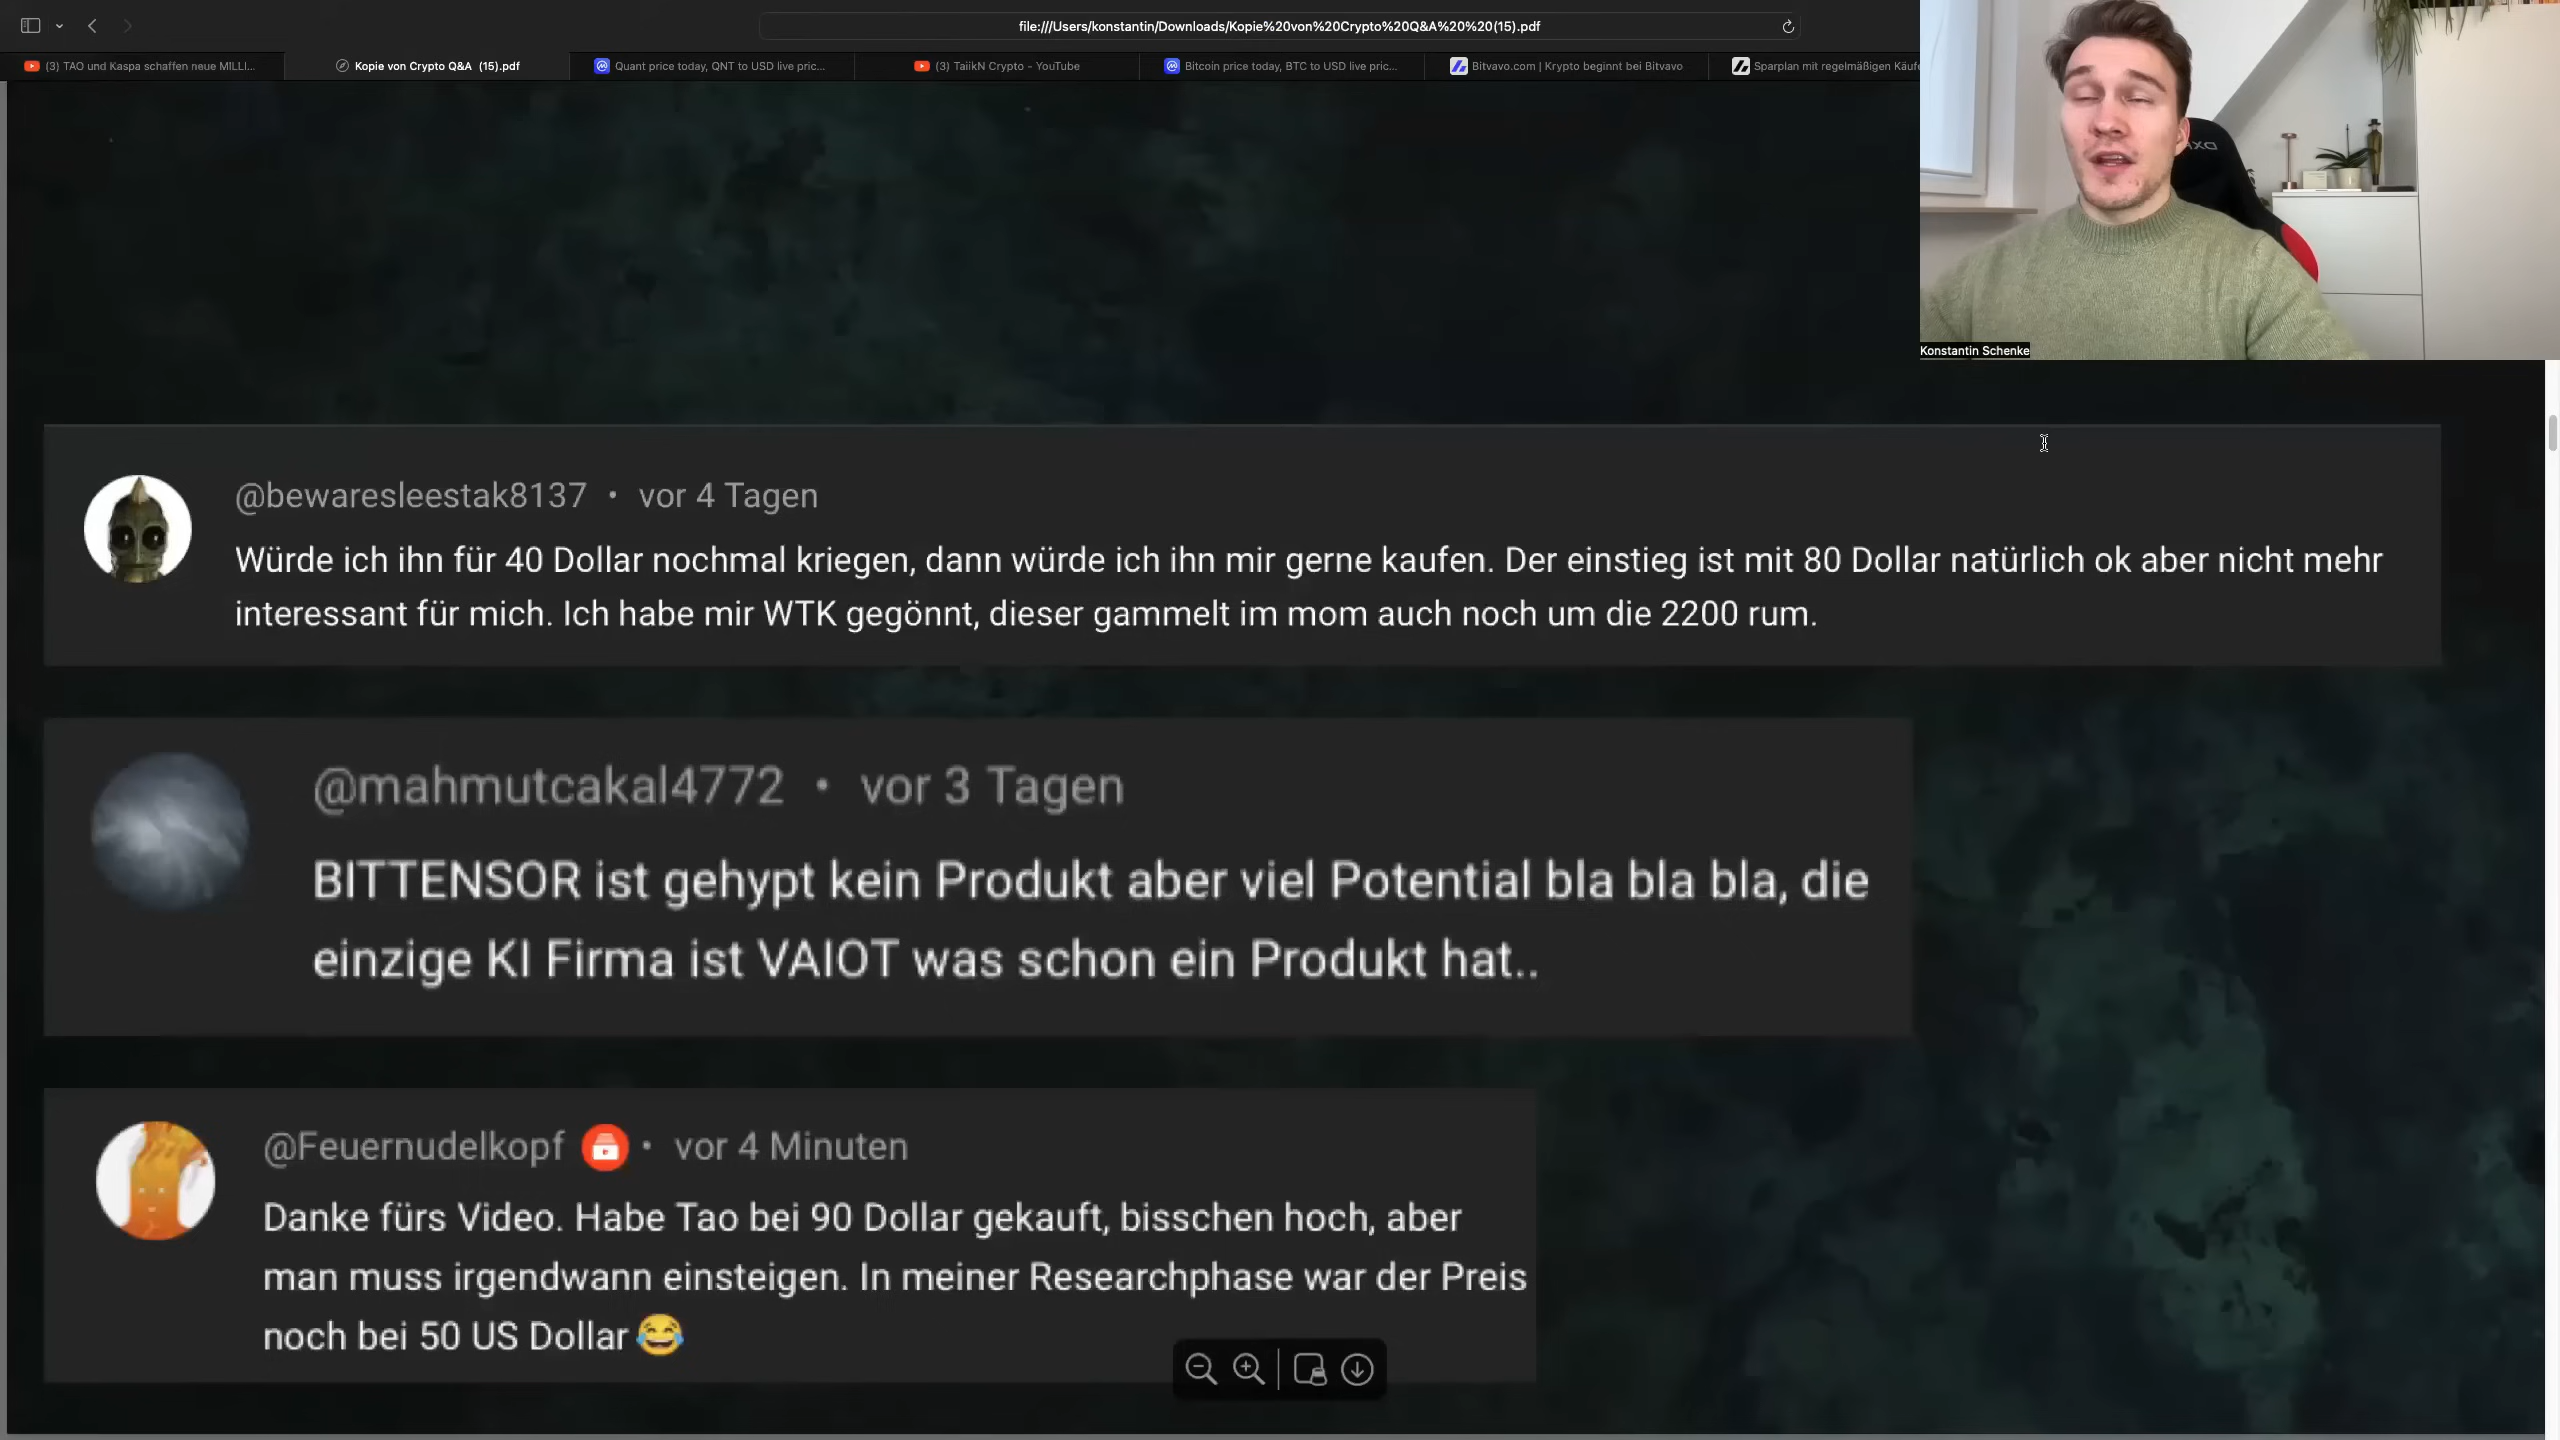 file:///Users/konstantin/Downloads/Kopie%20von%20Crypto%20Q&A%20%20(15).pdf
(3) TAO und Kaspa schaffen neue MILLI...
Kopie von Crypto Q&A (15).pdf
Quant price today, QNT to USD live pric...
(3) TaiikN Crypto - YouTube
Bitcoin price today, BTC to USD live pric...
Bitvavo.com | Krypto beginnt bei Bitvavo
Sparplan mit regelmäßigen Käufe
Konstantin Schenke
@bewaresleestak8137 • vor 4 Tagen
Würde ich ihn für 40 Dollar nochmal kriegen, dann würde ich ihn mir gerne kaufen. Der einstieg ist mit 80 Dollar natürlich ok aber nicht mehr
interessant für mich. Ich habe mir WTK gegönnt, dieser gammelt im mom auch noch um die 2200 rum.
@mahmutcakal4772 • vor 3 Tagen
BITTENSOR ist gehypt kein Produkt aber viel Potential bla bla bla, die
einzige KI Firma ist VAIOT was schon ein Produkt hat..
@Feuernudelkopf • vor 4 Minuten
Danke fürs Video. Habe Tao bei 90 Dollar gekauft, bisschen hoch, aber
man muss irgendwann einsteigen. In meiner Researchphase war der Preis
noch bei 50 US Dollar 😂